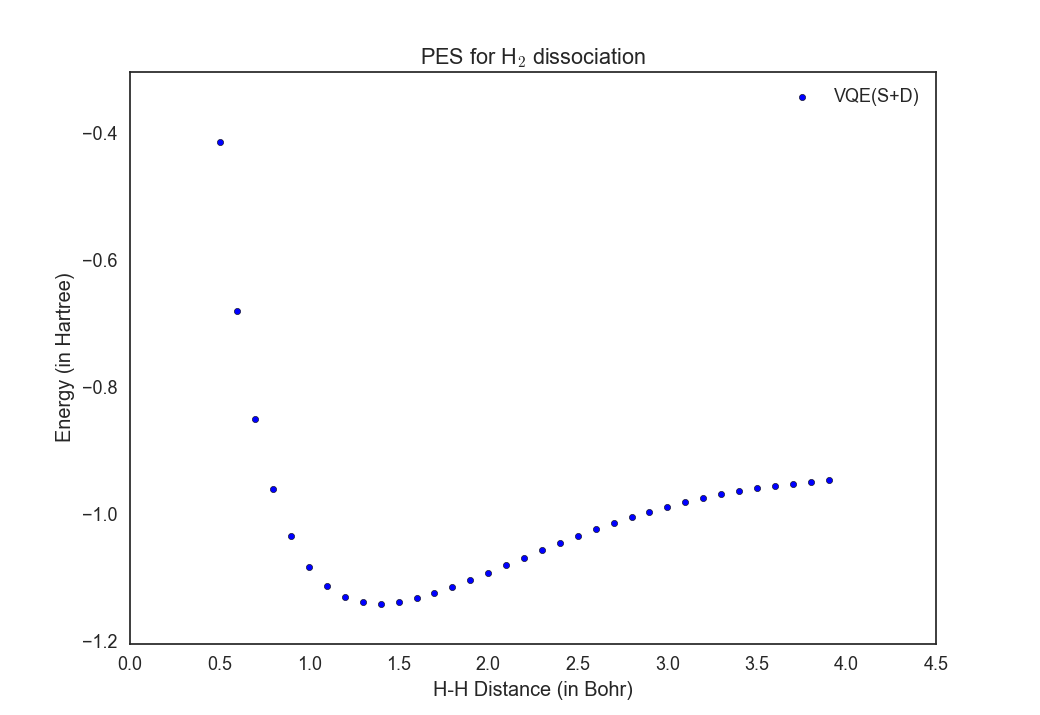 PES for H₂ dissociation
VQE(S+D)
Energy (in Hartree)
−0.4
−0.6
−0.8
−1.0
−1.2
0.0 0.5 1.0 1.5 2.0 2.5 3.0 3.5 4.0 4.5
H-H Distance (in Bohr)